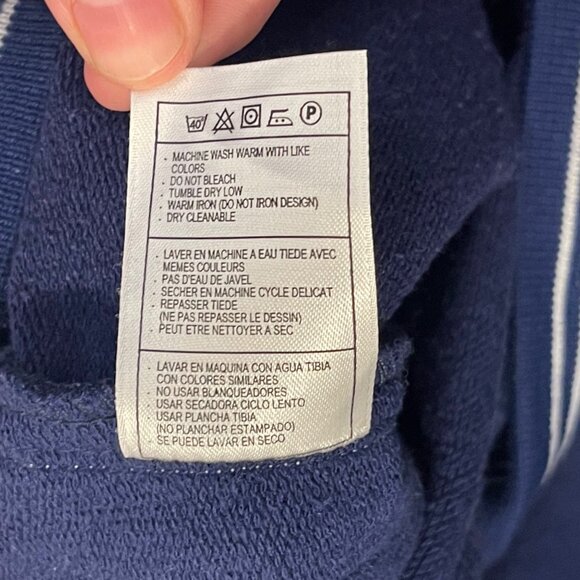 40° P
. MACHINE WASH WARM WITH LIKE
COLORS
. DO NOT BLEACH
. TUMBLE DRY LOW
. WARM IRON (DO NOT IRON DESIGN)
. DRY CLEANABLE
. LAVER EN MACHINE A EAU TIEDE AVEC
MEMES COULEURS
. PAS D'EAU DE JAVEL
. SECHER EN MACHINE CYCLE DELICAT
. REPASSER TIEDE
(NE PAS REPASSER LE DESSIN)
. PEUT ETRE NETTOYER A SEC
. LAVAR EN MAQUINA CON AGUA TIBIA
CON COLORES SIMILARES
. NO USAR BLANQUEADORES
. USAR SECADORA CICLO LENTO
. USAR PLANCHA TIBIA
(NO PLANCHAR ESTAMPADO)
. SE PUEDE LAVAR EN SECO